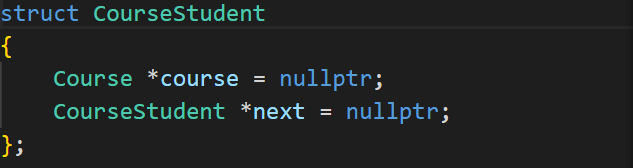 struct CourseStudent
{
    Course *course = nullptr;
    CourseStudent *next = nullptr;
};